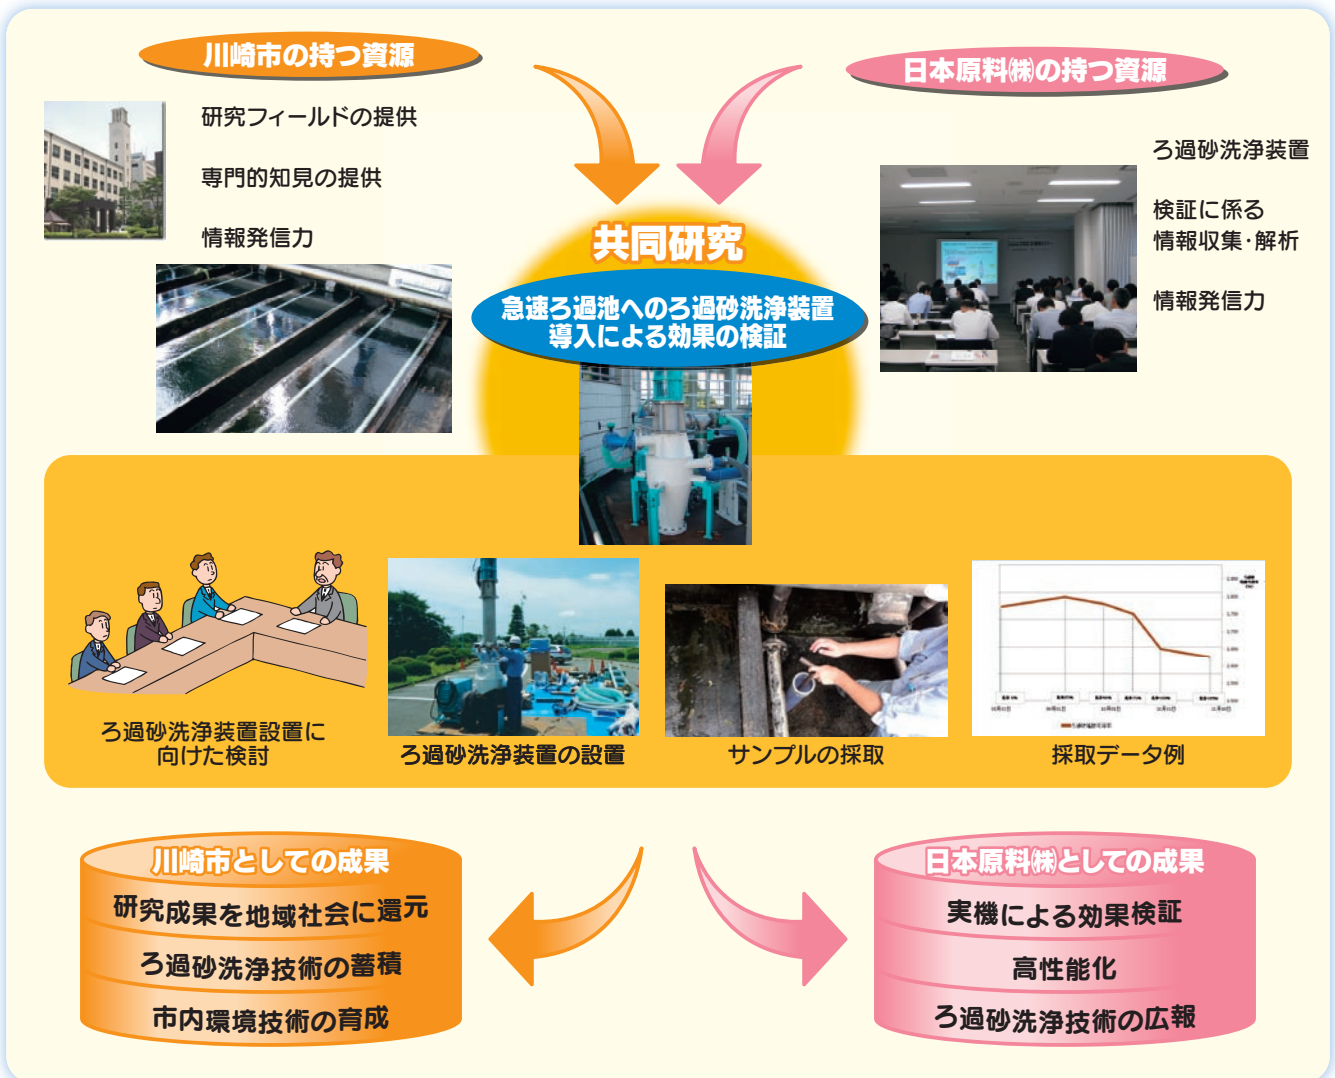 川崎市の持つ資源
研究フィールドの提供
専門的知見の提供
情報発信力
日本原料㈱の持つ資源
ろ過砂洗浄装置
検証に係る
情報収集・解析
情報発信力
共同研究
急速ろ過池へのろ過砂洗浄装置
導入による効果の検証
ろ過砂洗浄装置設置に
向けた検討
ろ過砂洗浄装置の設置
サンプルの採取
採取データ例
川崎市としての成果
研究成果を地域社会に還元
ろ過砂洗浄技術の蓄積
市内環境技術の育成
日本原料㈱としての成果
実機による効果検証
高性能化
ろ過砂洗浄技術の広報